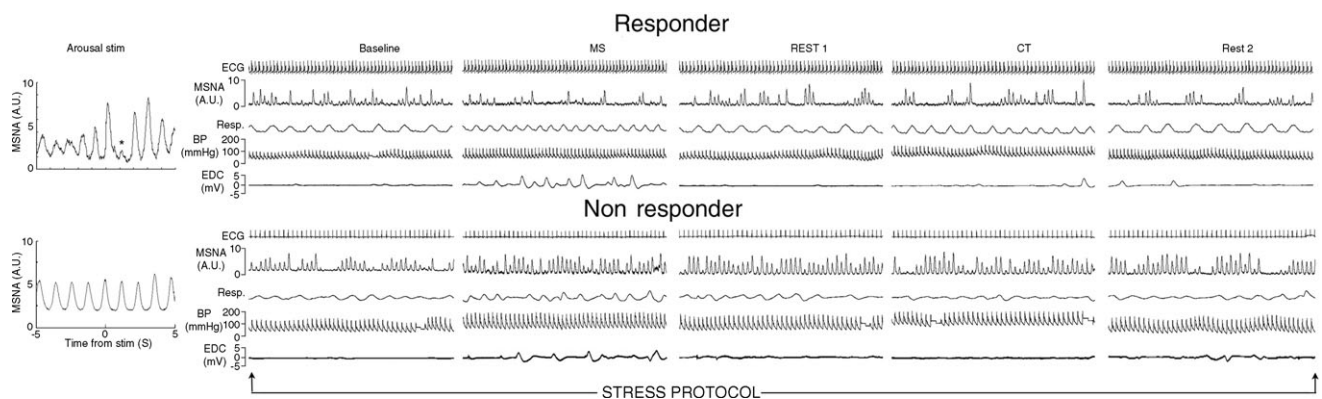 Responder
Arousal stim
Baseline
MS
REST 1
CT
Rest 2
ECG
MSNA
(A.U.)
10
0
Resp.
BP
(mmHg)
200
100
0
EDC
(mV)
5
0
-5
MSNA (A.U.)
10
5
0
*
Non responder
ECG
MSNA
(A.U.)
10
0
Resp.
BP
(mmHg)
200
100
0
EDC
(mV)
5
0
-5
MSNA (A.U.)
10
5
0
-5
0
5
Time from stim (S)
STRESS PROTOCOL